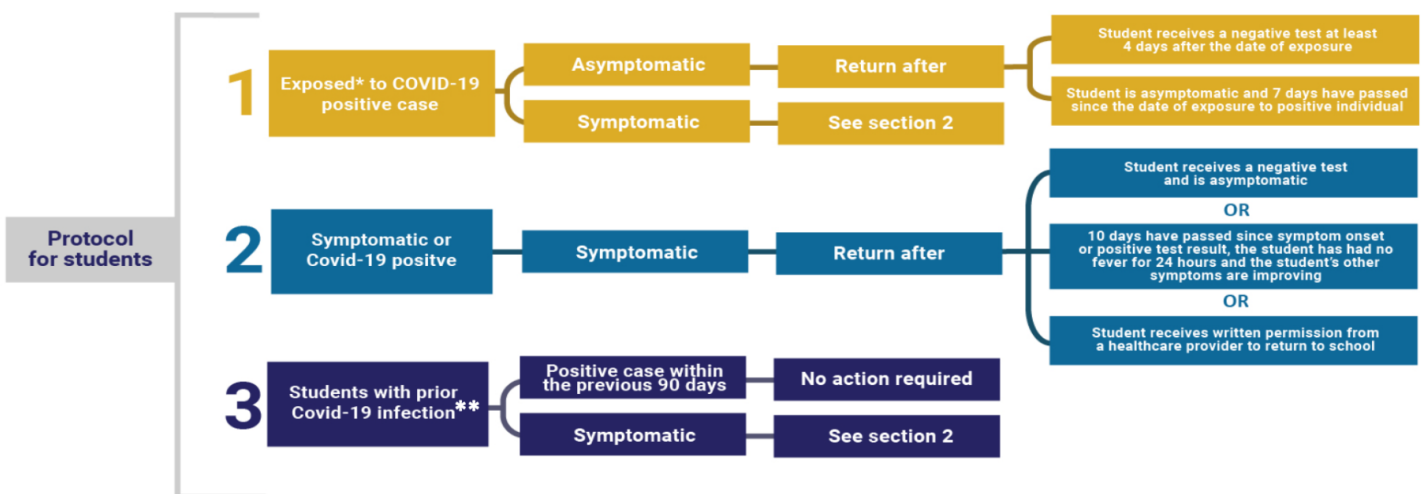 Protocol
for students
1
Exposed* to COVID-19
positive case
Asymptomatic
Return after
Student receives a negative test at least
4 days after the date of exposure
Student is asymptomatic and 7 days have passed
since the date of exposure to positive individual
Symptomatic
See section 2
2
Symptomatic or
Covid-19 positve
Symptomatic
Return after
Student receives a negative test
and is asymptomatic
OR
10 days have passed since symptom onset
or positive test result, the student has had no
fever for 24 hours and the student's other
symptoms are improving
OR
Student receives written permission from
a healthcare provider to return to school
3
Students with prior
Covid-19 infection**
Positive case within
the previous 90 days
No action required
Symptomatic
See section 2